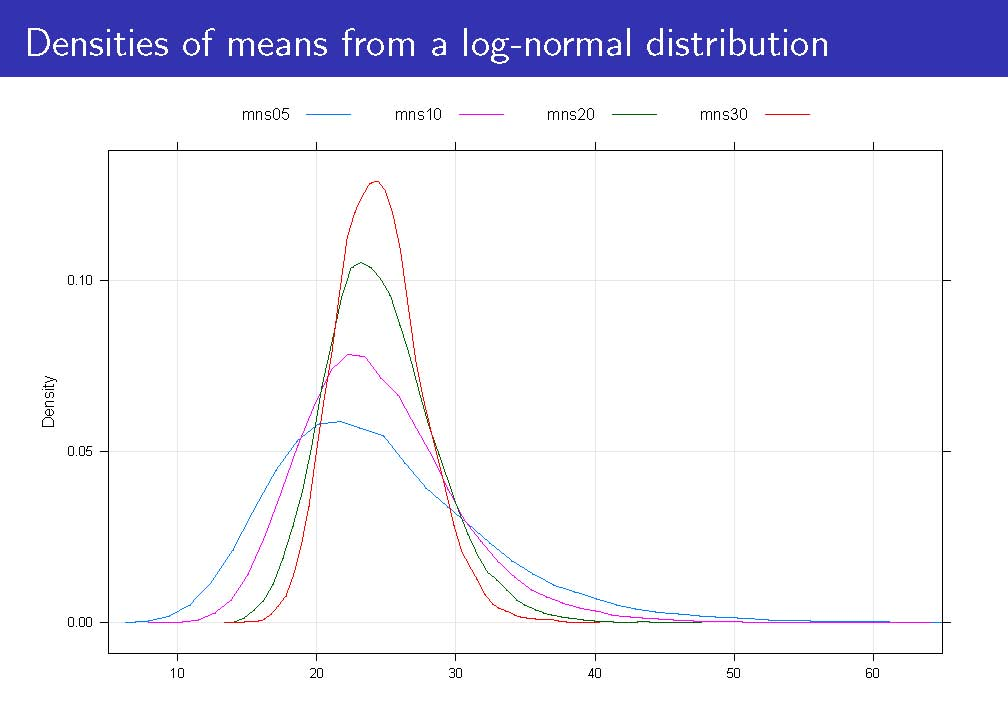 Densities of means from a log-normal distribution
mns05 mns10 mns20 mns30
0.10
Density
0.05
0.00
10 20 30 40 50 60